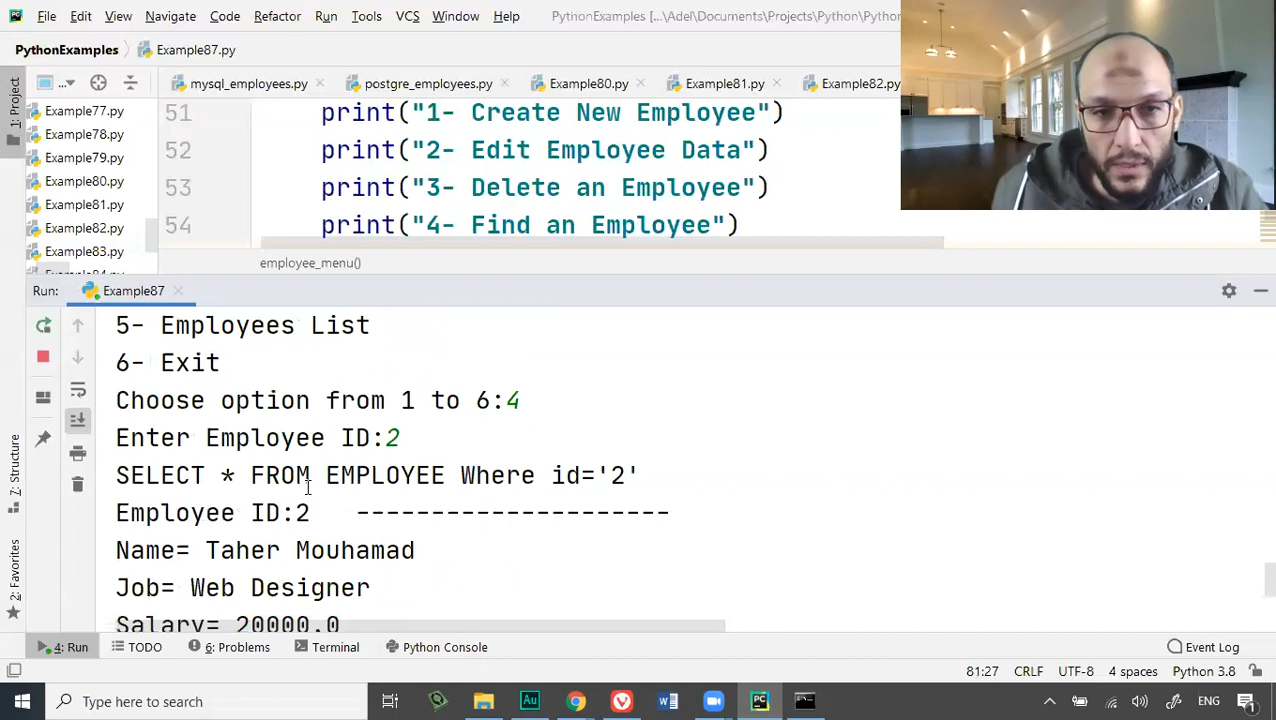 File Edit View Navigate Code Refactor Run Tools VCS Window Help PythonExamples [...\Adel\Documents\Projects\Python\Python
PythonExamples Example87.py
mysql_employees.py postgre_employees.py Example80.py Example81.py Example82.py
1: Project
Example77.py
Example78.py
Example79.py
Example80.py
Example81.py
Example82.py
Example83.py
Example84.py
51 print("1- Create New Employee")
52 print("2- Edit Employee Data")
53 print("3- Delete an Employee")
54 print("4- Find an Employee")
employee_menu()
Run: Example87
5- Employees List
6- Exit
Choose option from 1 to 6:4
Enter Employee ID:2
SELECT * FROM EMPLOYEE Where id='2'
Employee ID:2 ---------------------
Name= Taher Mouhamad
Job= Web Designer
Salary= 20000.0
7: Structure
2: Favorites
4: Run TODO 6: Problems Terminal Python Console Event Log
81:27 CRLF UTF-8 4 spaces Python 3.8
Type here to search
ENG